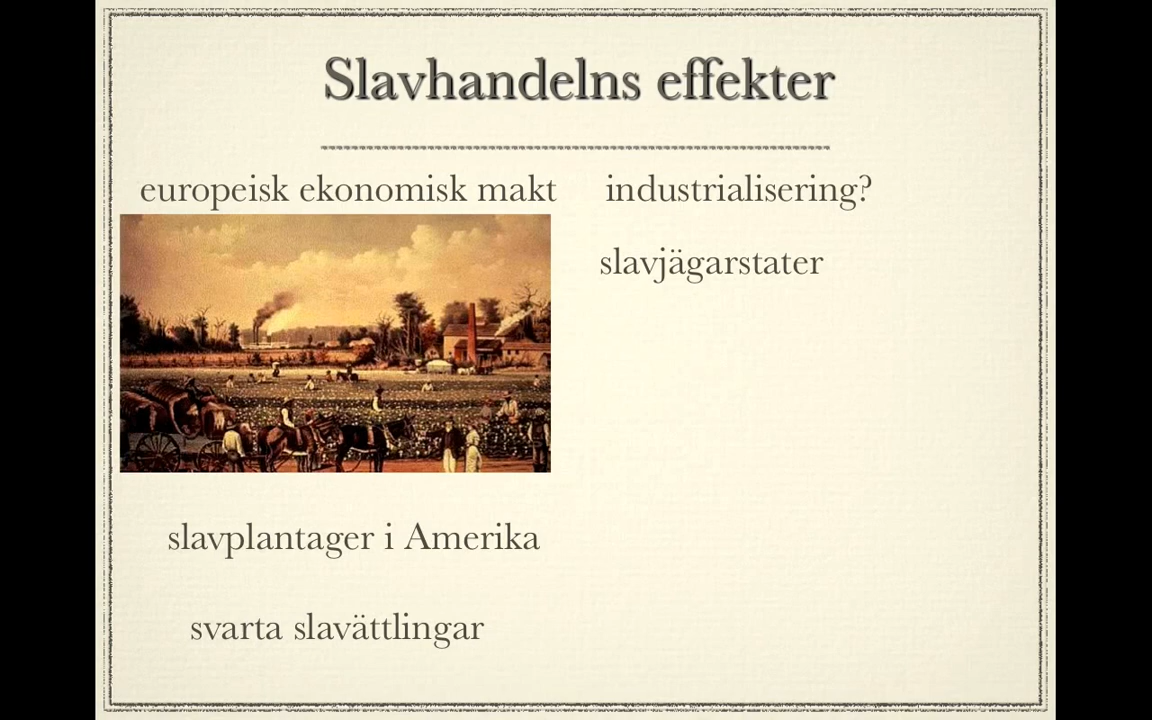 Slavhandelns effekter
europeisk ekonomisk makt
industrialisering?
slavjägarstater
slavplantager i Amerika
svarta slavättlingar